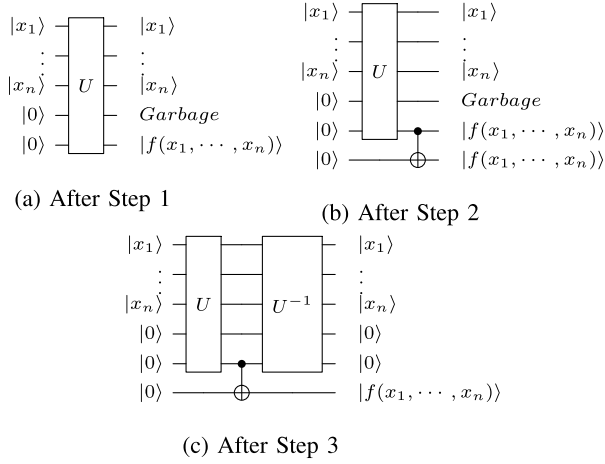 |x₁⟩ |x₁⟩
⋮ ⋮
|xₙ⟩ U |xₙ⟩
|0⟩ Garbage
|0⟩ |f(x₁, ⋯ , xₙ)⟩
(a) After Step 1
|x₁⟩ |x₁⟩
⋮ ⋮
|xₙ⟩ U |xₙ⟩
|0⟩ Garbage
|0⟩ |f(x₁, ⋯ , xₙ)⟩
|0⟩ |f(x₁, ⋯ , xₙ)⟩
(b) After Step 2
|x₁⟩ |x₁⟩
⋮ ⋮
|xₙ⟩ U U⁻¹ |xₙ⟩
|0⟩ |0⟩
|0⟩ |0⟩
|0⟩ |f(x₁, ⋯ , xₙ)⟩
(c) After Step 3